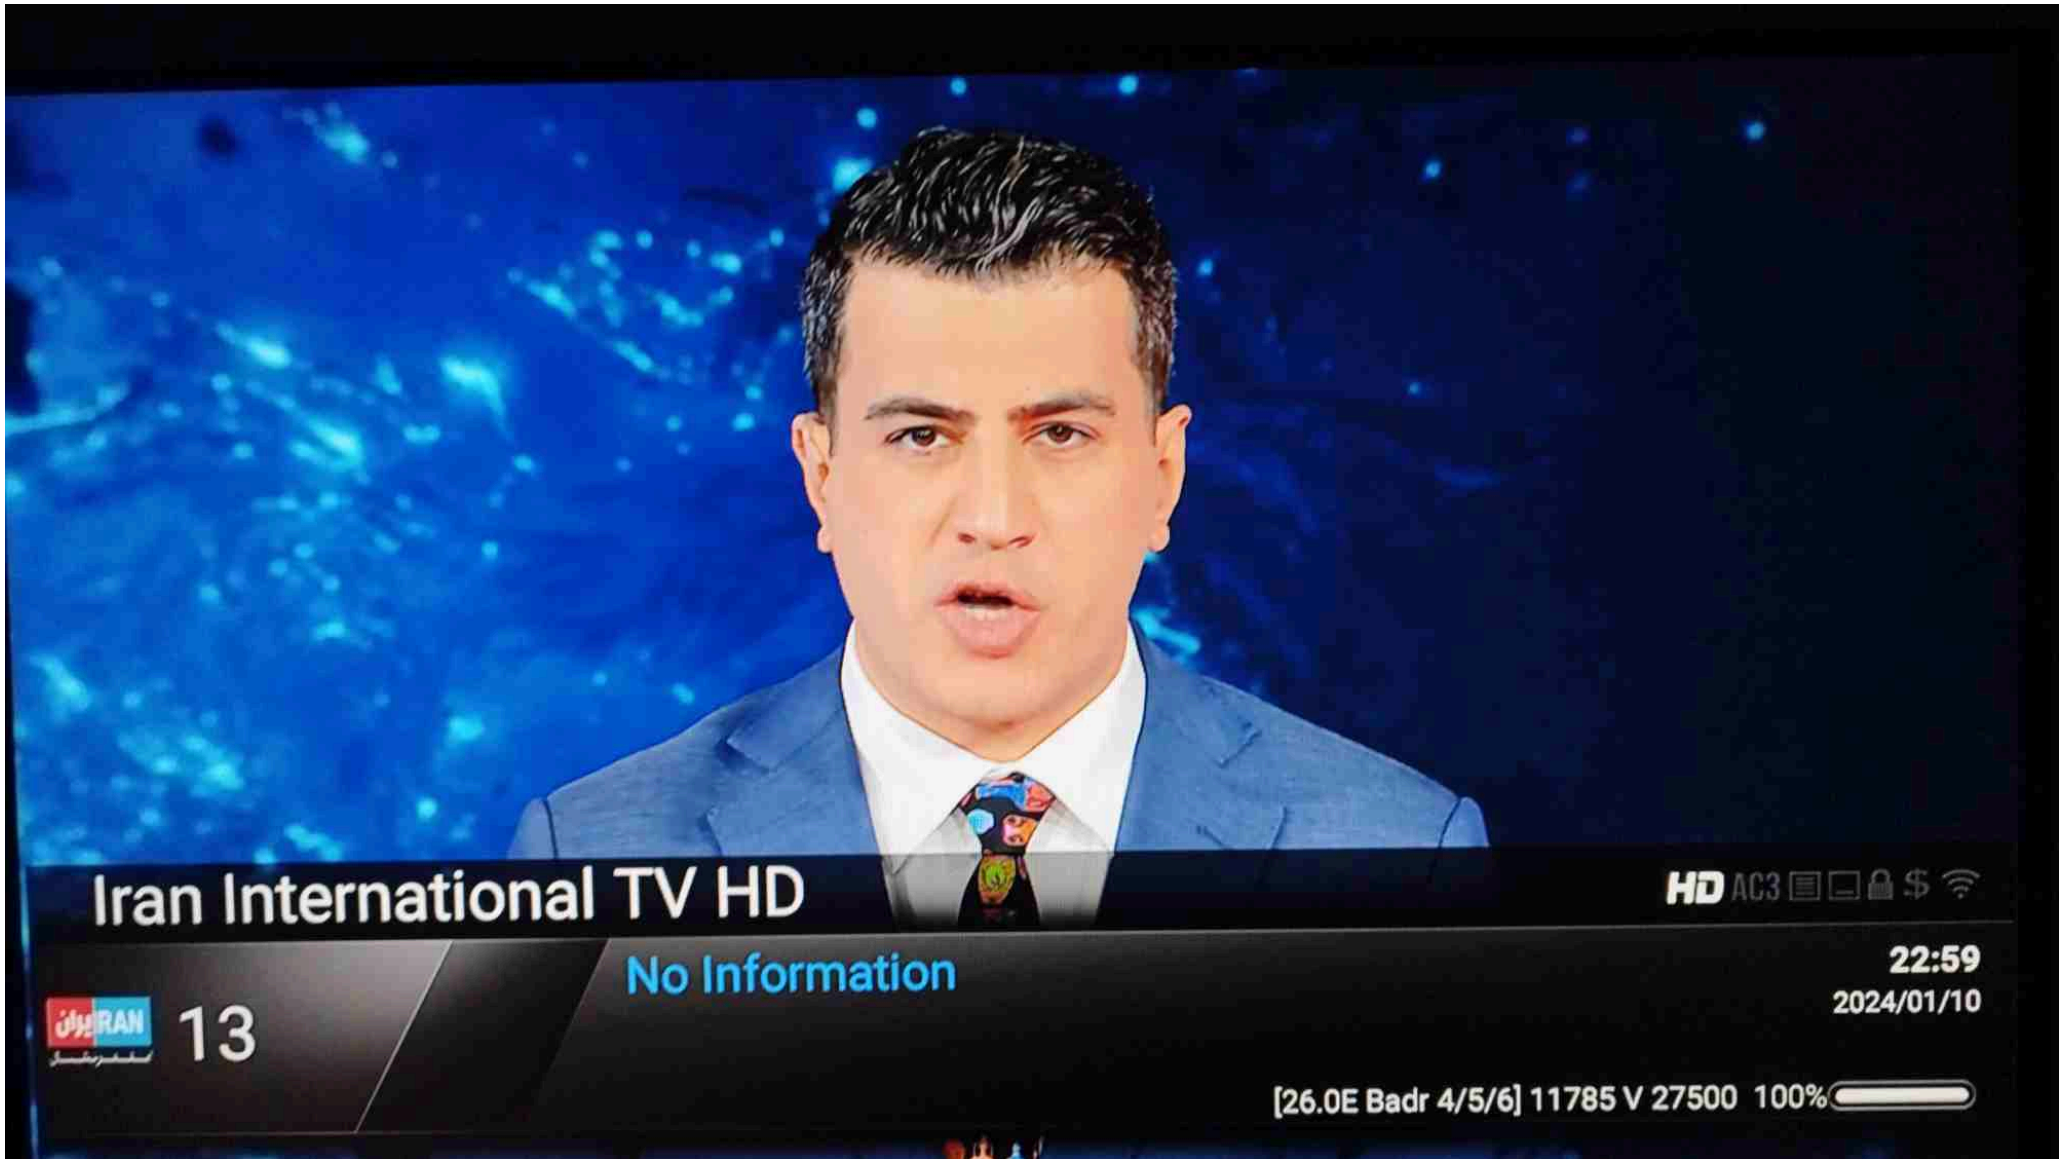 Iran International TV HD
HD AC3 $
No Information
22:59
2024/01/10
ایران IRAN
اینترنشنال
13
[26.0E Badr 4/5/6] 11785 V 27500 100%